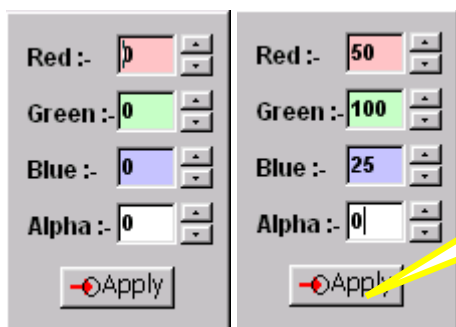 Red :- 0
Green :- 0
Blue :- 0
Alpha :- 0
Apply
Red :- 50
Green :- 100
Blue :- 25
Alpha :- 0
Apply